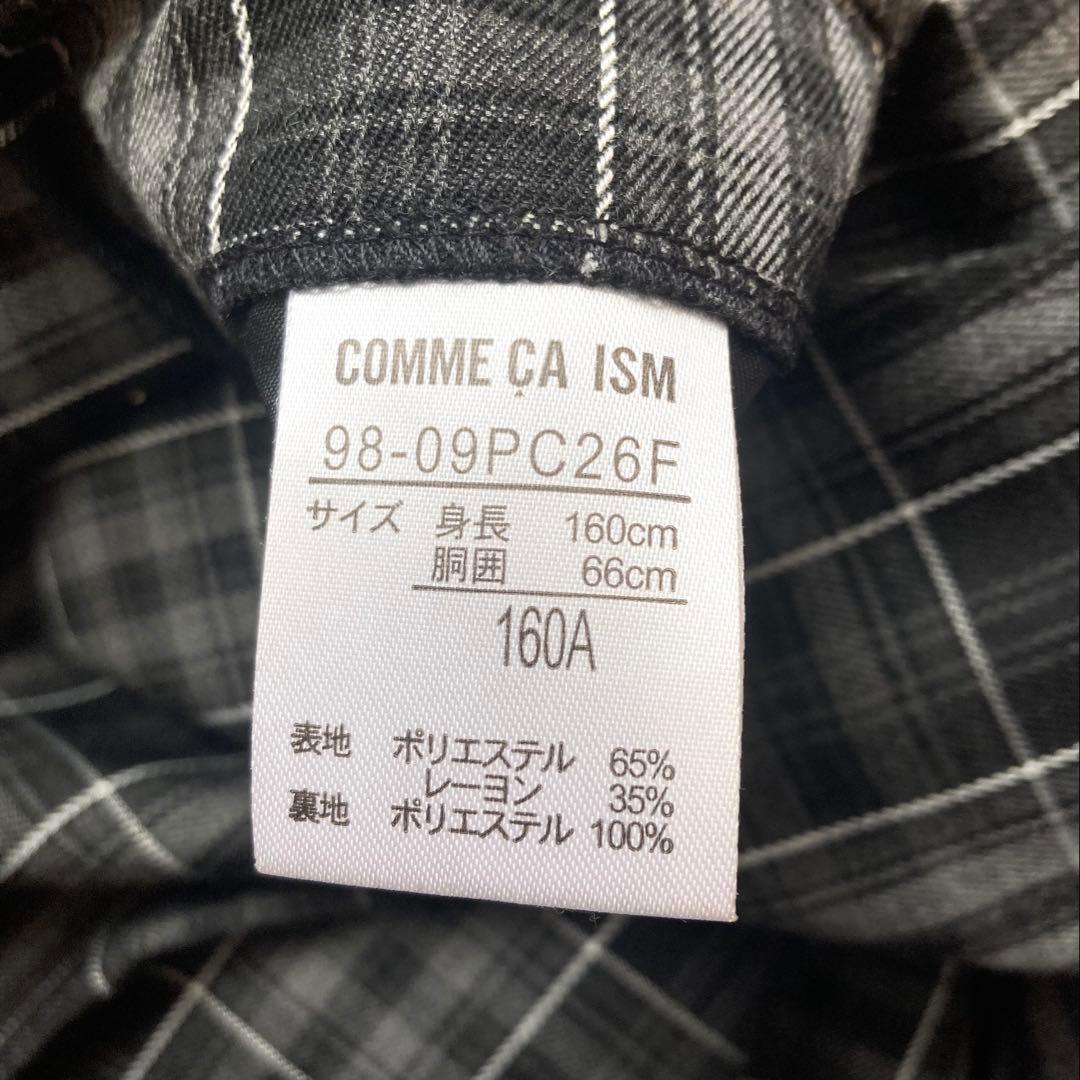 COMME ÇA ISM
98-09PC26F
サイズ 身長 160cm
胴囲 66cm
160A
表地 ポリエステル 65%
レーヨン 35%
裏地 ポリエステル 100%